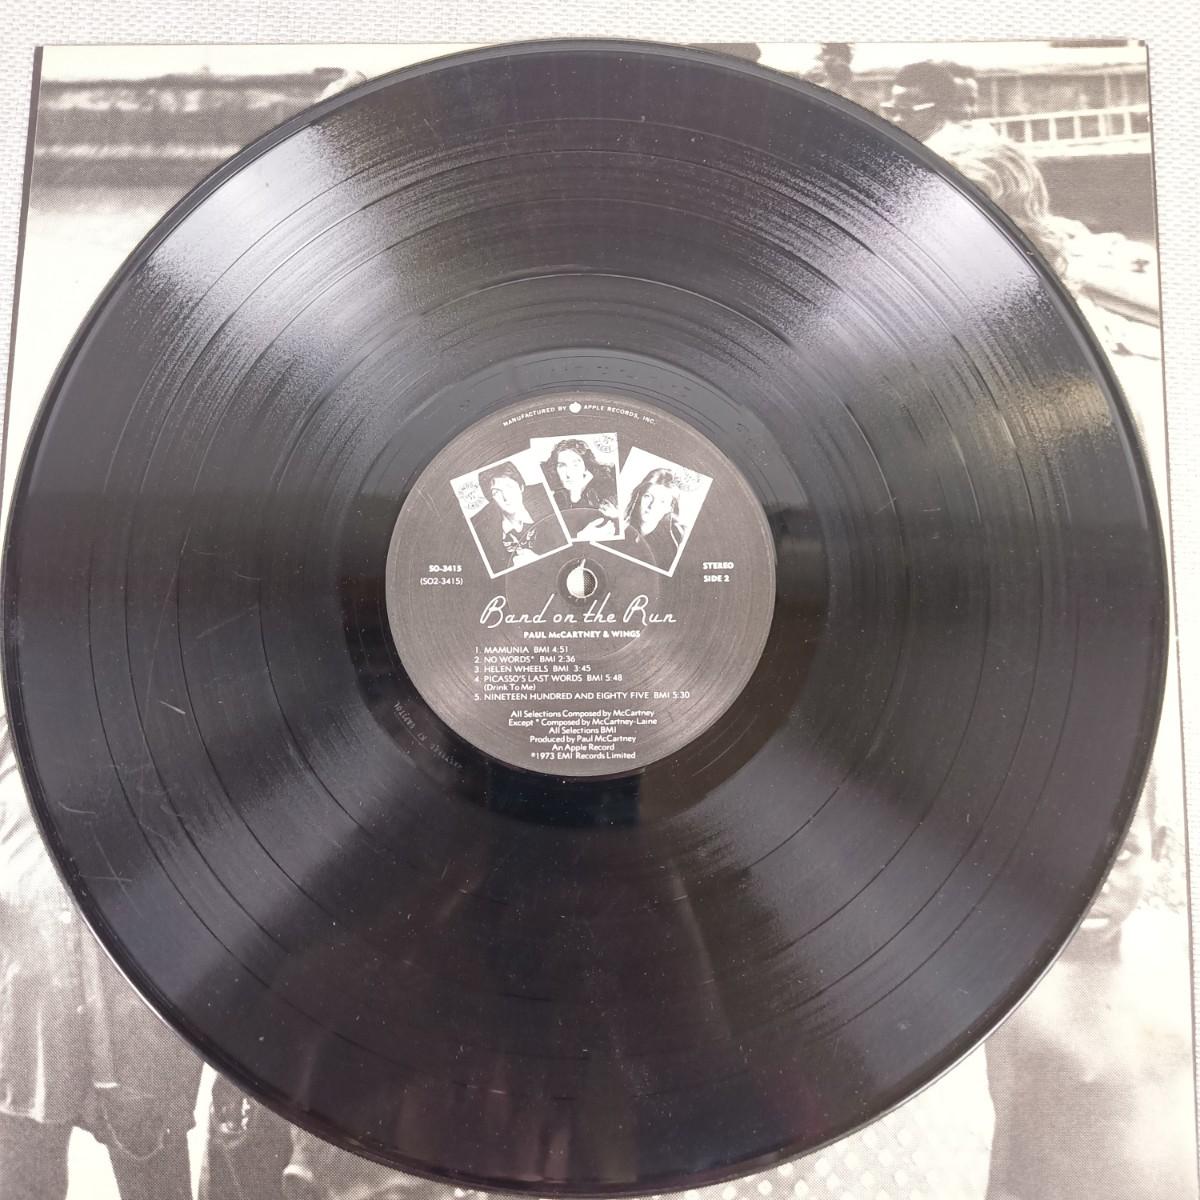 MANUFACTURED BY APPLE RECORDS, INC.
SO-3415
(SO2-3415)
STEREO
SIDE 2
Band on the Run
PAUL McCARTNEY & WINGS
1. MAMUNIA BMI 4:51
2. NO WORDS* BMI 2:36
3. HELEN WHEELS BMI 3:45
4. PICASSO'S LAST WORDS BMI 5:48
(Drink To Me)
5. NINETEEN HUNDRED AND EIGHTY FIVE BMI 5:30
All Selections Composed by McCartney
Except * Composed by McCartney-Laine
All Selections BMI
Produced by Paul McCartney
An Apple Record
℗1973 EMI Records Limited
MASTERED BY CAPITOL